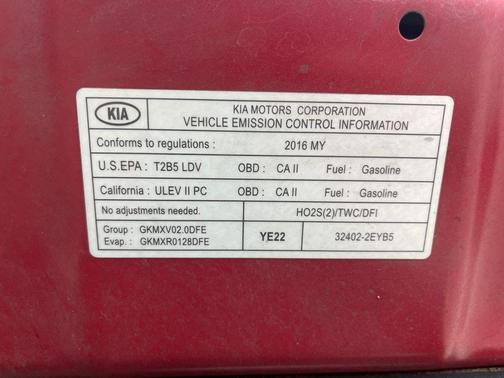 KIA
KIA MOTORS CORPORATION
VEHICLE EMISSION CONTROL INFORMATION
Conforms to regulations : 2016 MY
U.S.EPA : T2B5 LDV OBD : CA II Fuel : Gasoline
California : ULEV II PC OBD : CA II Fuel : Gasoline
No adjustments needed. HO2S(2)/TWC/DFI
Group : GKMXV02.0DFE
Evap. : GKMXR0128DFE
YE22
32402-2EYB5